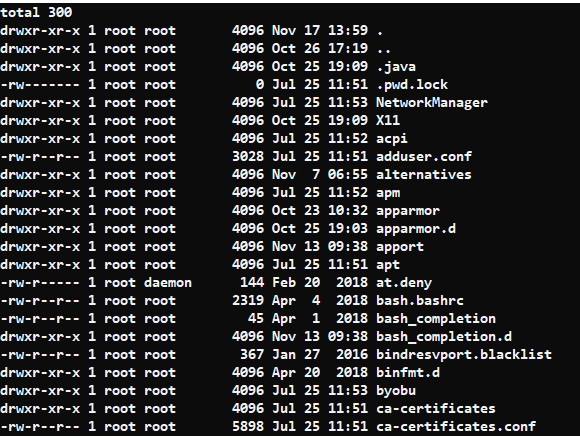 total 300
drwxr-xr-x 1 root root       4096 Nov 17 13:59 .
drwxr-xr-x 1 root root       4096 Oct 26 17:19 ..
drwxr-xr-x 1 root root       4096 Oct 25 19:09 .java
-rw------- 1 root root          0 Jul 25 11:51 .pwd.lock
drwxr-xr-x 1 root root       4096 Jul 25 11:53 NetworkManager
drwxr-xr-x 1 root root       4096 Oct 25 19:09 X11
drwxr-xr-x 1 root root       4096 Jul 25 11:52 acpi
-rw-r--r-- 1 root root       3028 Jul 25 11:51 adduser.conf
drwxr-xr-x 1 root root       4096 Nov  7 06:55 alternatives
drwxr-xr-x 1 root root       4096 Jul 25 11:52 apm
drwxr-xr-x 1 root root       4096 Oct 23 10:32 apparmor
drwxr-xr-x 1 root root       4096 Oct 25 19:03 apparmor.d
drwxr-xr-x 1 root root       4096 Nov 13 09:38 apport
drwxr-xr-x 1 root root       4096 Jul 25 11:51 apt
-rw-r----- 1 root daemon      144 Feb 20  2018 at.deny
-rw-r--r-- 1 root root       2319 Apr  4  2018 bash.bashrc
-rw-r--r-- 1 root root         45 Apr  1  2018 bash_completion
drwxr-xr-x 1 root root       4096 Nov 13 09:38 bash_completion.d
-rw-r--r-- 1 root root        367 Jan 27  2016 bindresvport.blacklist
drwxr-xr-x 1 root root       4096 Apr 20  2018 binfmt.d
drwxr-xr-x 1 root root       4096 Jul 25 11:53 byobu
drwxr-xr-x 1 root root       4096 Jul 25 11:51 ca-certificates
-rw-r--r-- 1 root root       5898 Jul 25 11:51 ca-certificates.conf